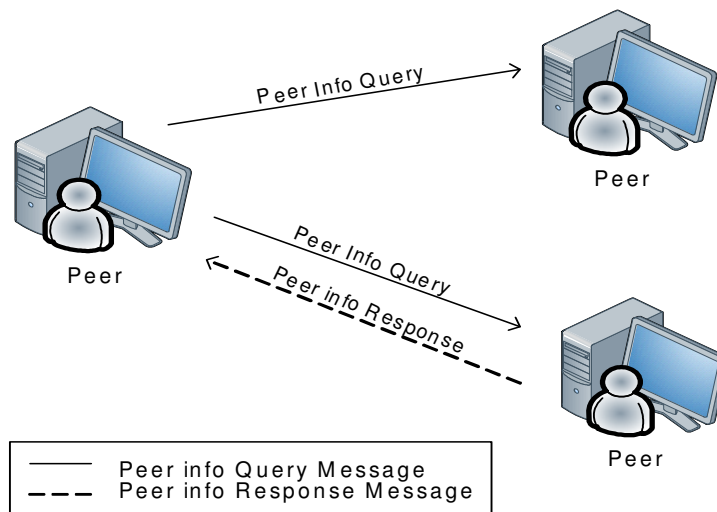 Peer Info Query
Peer
Peer
Peer Info Query
Peer info Response
Peer
Peer info Query Message
Peer info Response Message